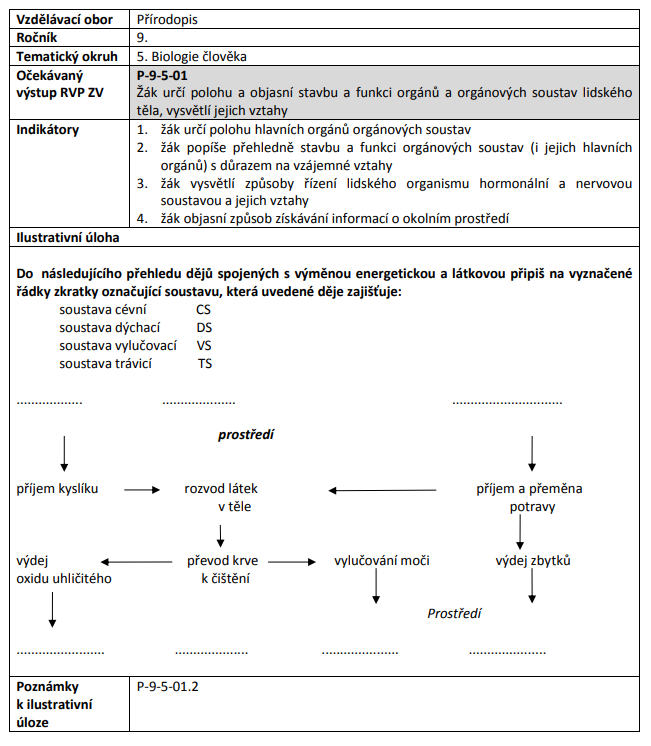 Vzdělávací obor Přírodopis
Ročník 9.
Tematický okruh 5. Biologie člověka
Očekávaný výstup RVP ZV
P-9-5-01
Žák určí polohu a objasní stavbu a funkci orgánů a orgánových soustav lidského
těla, vysvětlí jejich vztahy
Indikátory
1. žák určí polohu hlavních orgánů orgánových soustav
2. žák popíše přehledně stavbu a funkci orgánových soustav (i jejich hlavních
orgánů) s důrazem na vzájemné vztahy
3. žák vysvětlí způsoby řízení lidského organismu hormonální a nervovou
soustavou a jejich vztahy
4. žák objasní způsob získávání informací o okolním prostředí
Ilustrativní úloha
Do následujícího přehledu dějů spojených s výměnou energetickou a látkovou připiš na vyznačené
řádky zkratky označující soustavu, která uvedené děje zajišťuje:
soustava cévní CS
soustava dýchací DS
soustava vylučovací VS
soustava trávicí TS
.................. .................... ..............................
prostředí
příjem kyslíku rozvod látek příjem a přeměna
v těle potravy
výdej převod krve vylučování moči výdej zbytků
oxidu uhličitého k čištění
Prostředí
........................ .................... ..................... .....................
Poznámky P-9-5-01.2
k ilustrativní
úloze